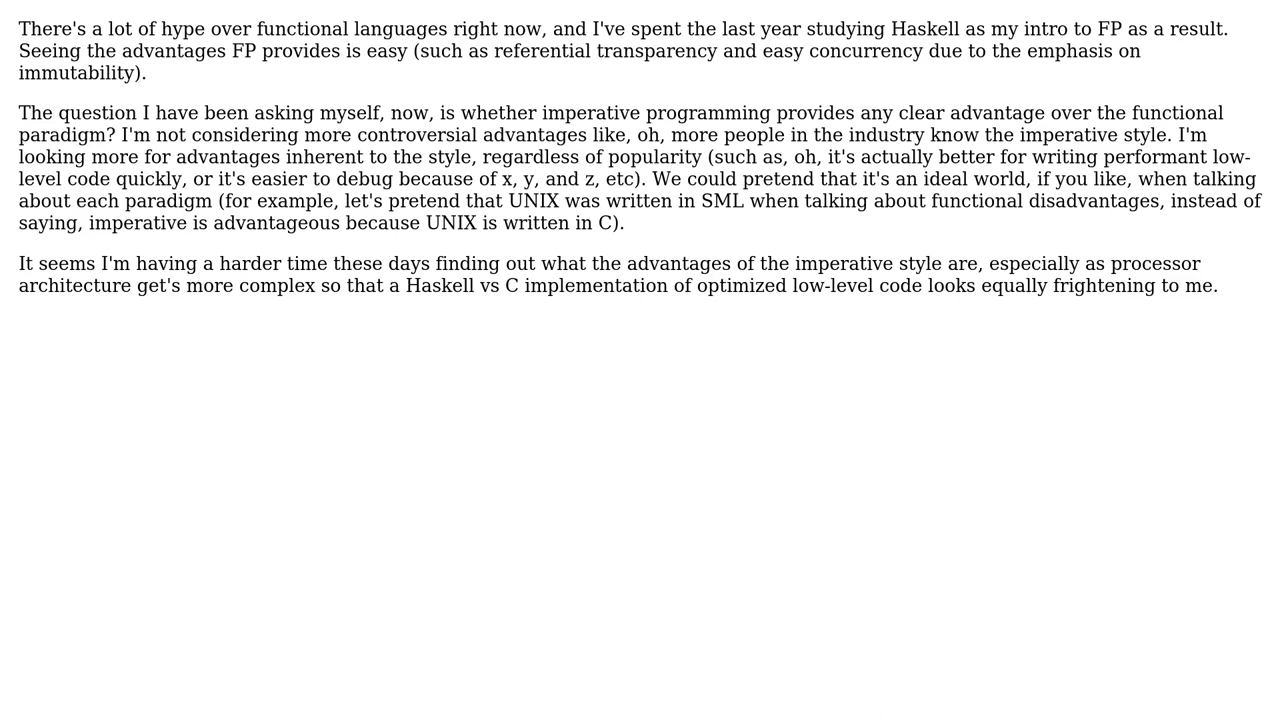 There's a lot of hype over functional languages right now, and I've spent the last year studying Haskell as my intro to FP as a result.
Seeing the advantages FP provides is easy (such as referential transparency and easy concurrency due to the emphasis on
immutability).
The question I have been asking myself, now, is whether imperative programming provides any clear advantage over the functional
paradigm? I'm not considering more controversial advantages like, oh, more people in the industry know the imperative style. I'm
looking more for advantages inherent to the style, regardless of popularity (such as, oh, it's actually better for writing performant low-
level code quickly, or it's easier to debug because of x, y, and z, etc). We could pretend that it's an ideal world, if you like, when talking
about each paradigm (for example, let's pretend that UNIX was written in SML when talking about functional disadvantages, instead of
saying, imperative is advantageous because UNIX is written in C).
It seems I'm having a harder time these days finding out what the advantages of the imperative style are, especially as processor
architecture get's more complex so that a Haskell vs C implementation of optimized low-level code looks equally frightening to me.